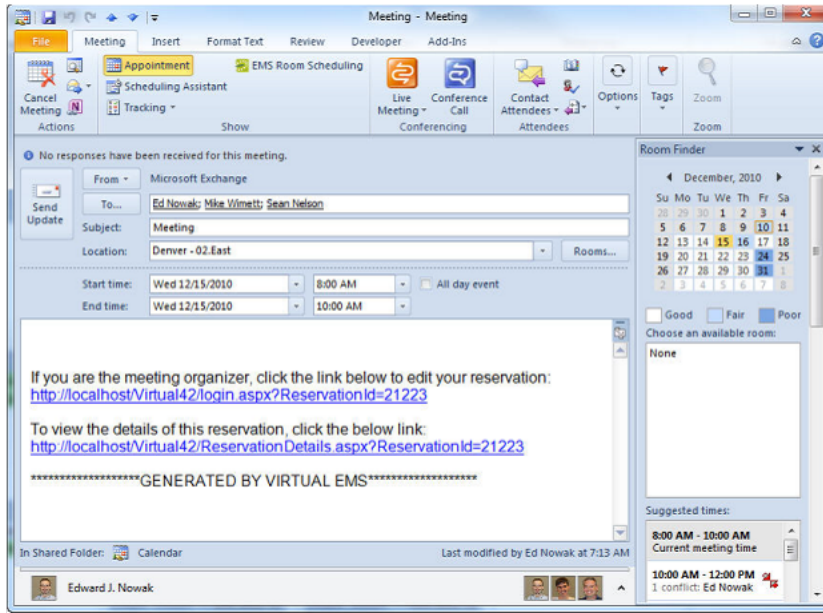 Meeting - Meeting
File Meeting Insert Format Text Review Developer Add-Ins
Cancel Meeting
Actions
Appointment
Scheduling Assistant
Tracking
EMS Room Scheduling
Show
Live Meeting
Conference Call
Conferencing
Contact Attendees
Attendees
Options
Tags
Zoom
Zoom
No responses have been received for this meeting.
Send Update
From Microsoft Exchange
To... Ed Nowak; Mike Wimett; Sean Nelson
Subject: Meeting
Location: Denver - 02.East Rooms...
Start time: Wed 12/15/2010 8:00 AM All day event
End time: Wed 12/15/2010 10:00 AM
If you are the meeting organizer, click the link below to edit your reservation:
http://localhost/Virtual42/login.aspx?ReservationId=21223
To view the details of this reservation, click the below link:
http://localhost/Virtual42/ReservationDetails.aspx?ReservationId=21223
*******************GENERATED BY VIRTUAL EMS*******************
In Shared Folder: Calendar Last modified by Ed Nowak at 7:13 AM
Edward J. Nowak
Room Finder
December, 2010
Su Mo Tu We Th Fr Sa
28 29 30 1 2 3 4
5 6 7 8 9 10 11
12 13 14 15 16 17 18
19 20 21 22 23 24 25
26 27 28 29 30 31 1
2 3 4 5 6 7 8
Good Fair Poor
Choose an available room:
None
Suggested times:
8:00 AM - 10:00 AM
Current meeting time
10:00 AM - 12:00 PM
1 conflict: Ed Nowak